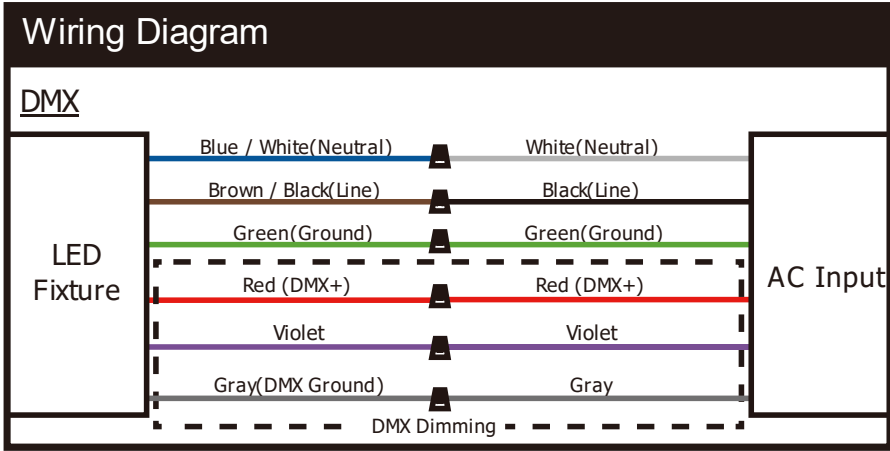 Wiring Diagram
DMX
Blue / White(Neutral) White(Neutral)
Brown / Black(Line) Black(Line)
Green(Ground) Green(Ground)
LED
Fixture
AC Input
Red (DMX+) Red (DMX+)
Violet Violet
Gray(DMX Ground) Gray
DMX Dimming